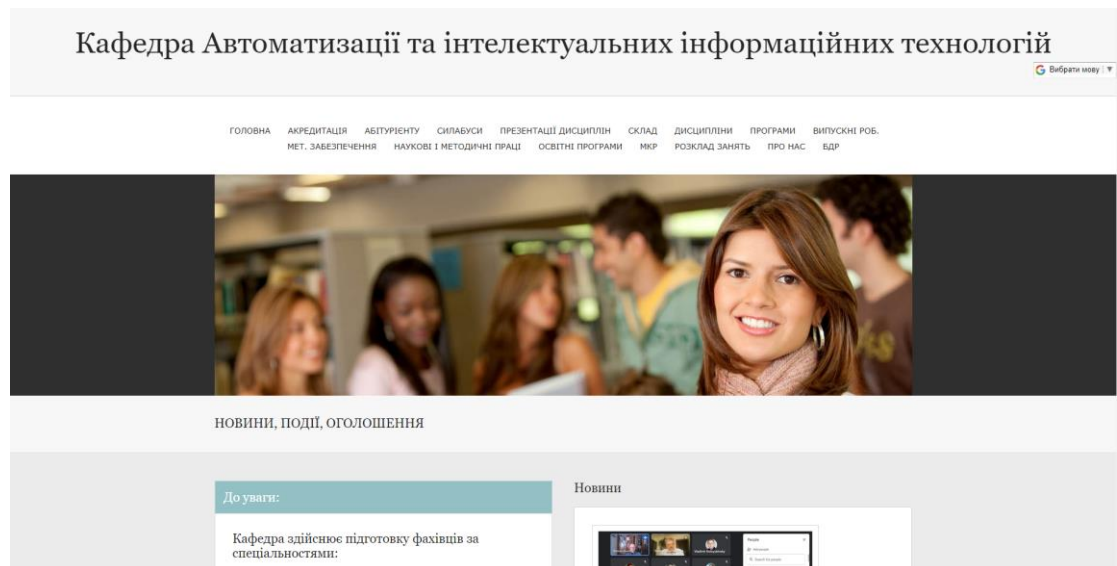 Кафедра Автоматизації та інтелектуальних інформаційних технологій
Вибрати мову
ГОЛОВНА АКРЕДИТАЦІЯ АБІТУРІЄНТУ СИЛАБУСИ ПРЕЗЕНТАЦІЇ ДИСЦИПЛІН СКЛАД ДИСЦИПЛІНИ ПРОГРАМИ ВИПУСКНІ РОБ.
МЕТ. ЗАБЕЗПЕЧЕННЯ НАУКОВІ І МЕТОДИЧНІ ПРАЦІ ОСВІТНІ ПРОГРАМИ МКР РОЗКЛАД ЗАНЯТЬ ПРО НАС БДР
НОВИНИ, ПОДІЇ, ОГОЛОШЕННЯ
До уваги:
Кафедра здійснює підготовку фахівців за
спеціальностями:
Новини